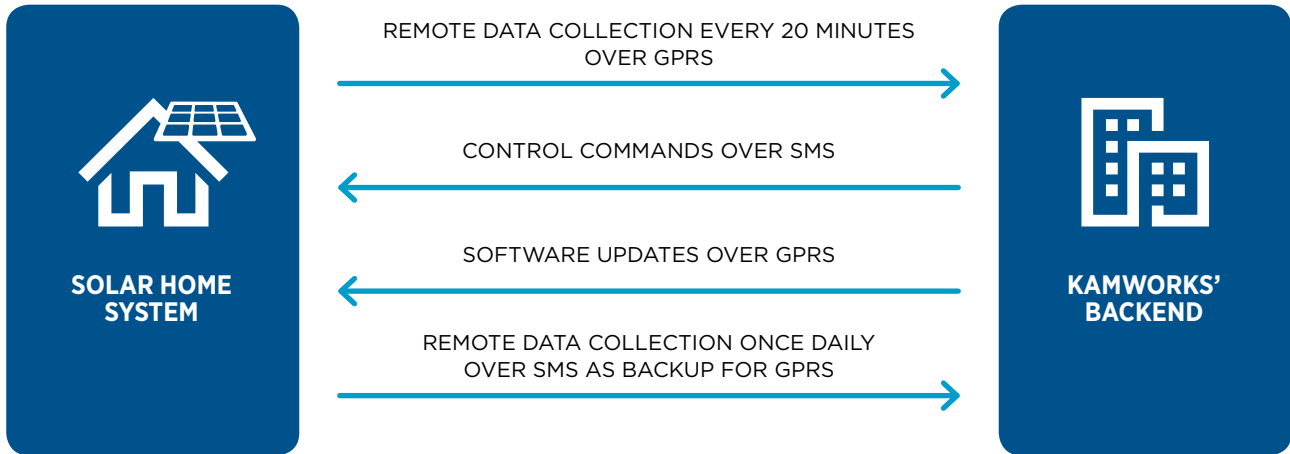 REMOTE DATA COLLECTION EVERY 20 MINUTES
OVER GPRS
CONTROL COMMANDS OVER SMS
SOFTWARE UPDATES OVER GPRS
REMOTE DATA COLLECTION ONCE DAILY
OVER SMS AS BACKUP FOR GPRS
SOLAR HOME
SYSTEM
KAMWORKS’
BACKEND